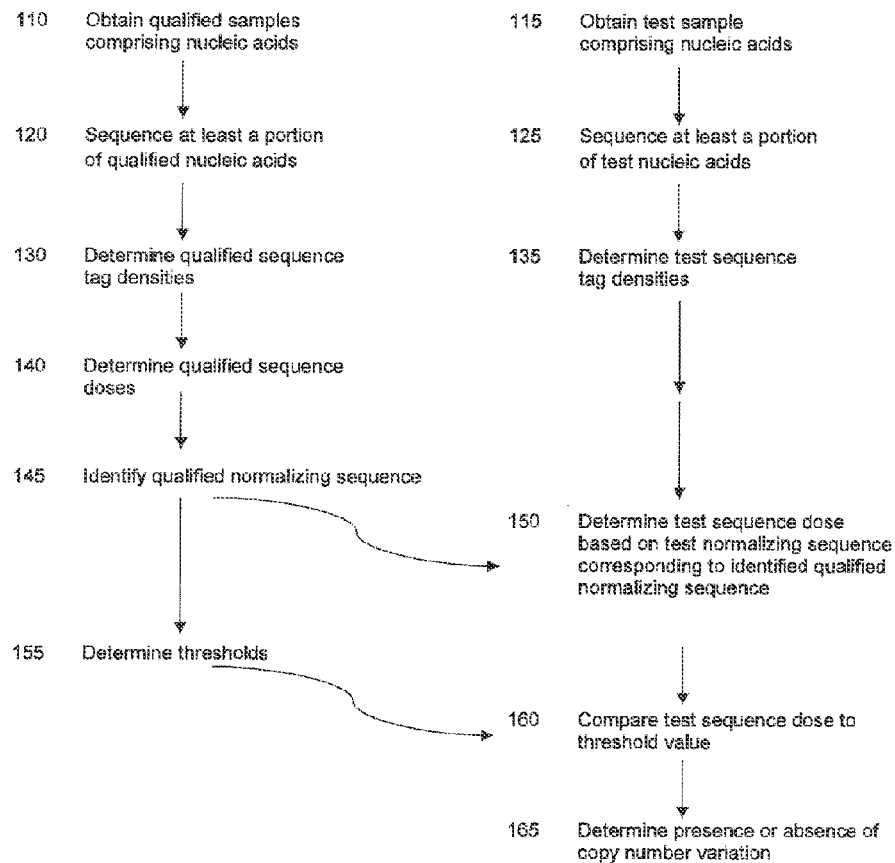 110 Obtain qualified samples
comprising nucleic acids
115 Obtain test sample
comprising nucleic acids
120 Sequence at least a portion
of qualified nucleic acids
125 Sequence at least a portion
of test nucleic acids
130 Determine qualified sequence
tag densities
135 Determine test sequence
tag densities
140 Determine qualified sequence
doses
145 Identify qualified normalizing sequence
150 Determine test sequence dose
based on test normalizing sequence
corresponding to identified qualified
normalizing sequence
155 Determine thresholds
160 Compare test sequence dose to
threshold value
165 Determine presence or absence of
copy number variation